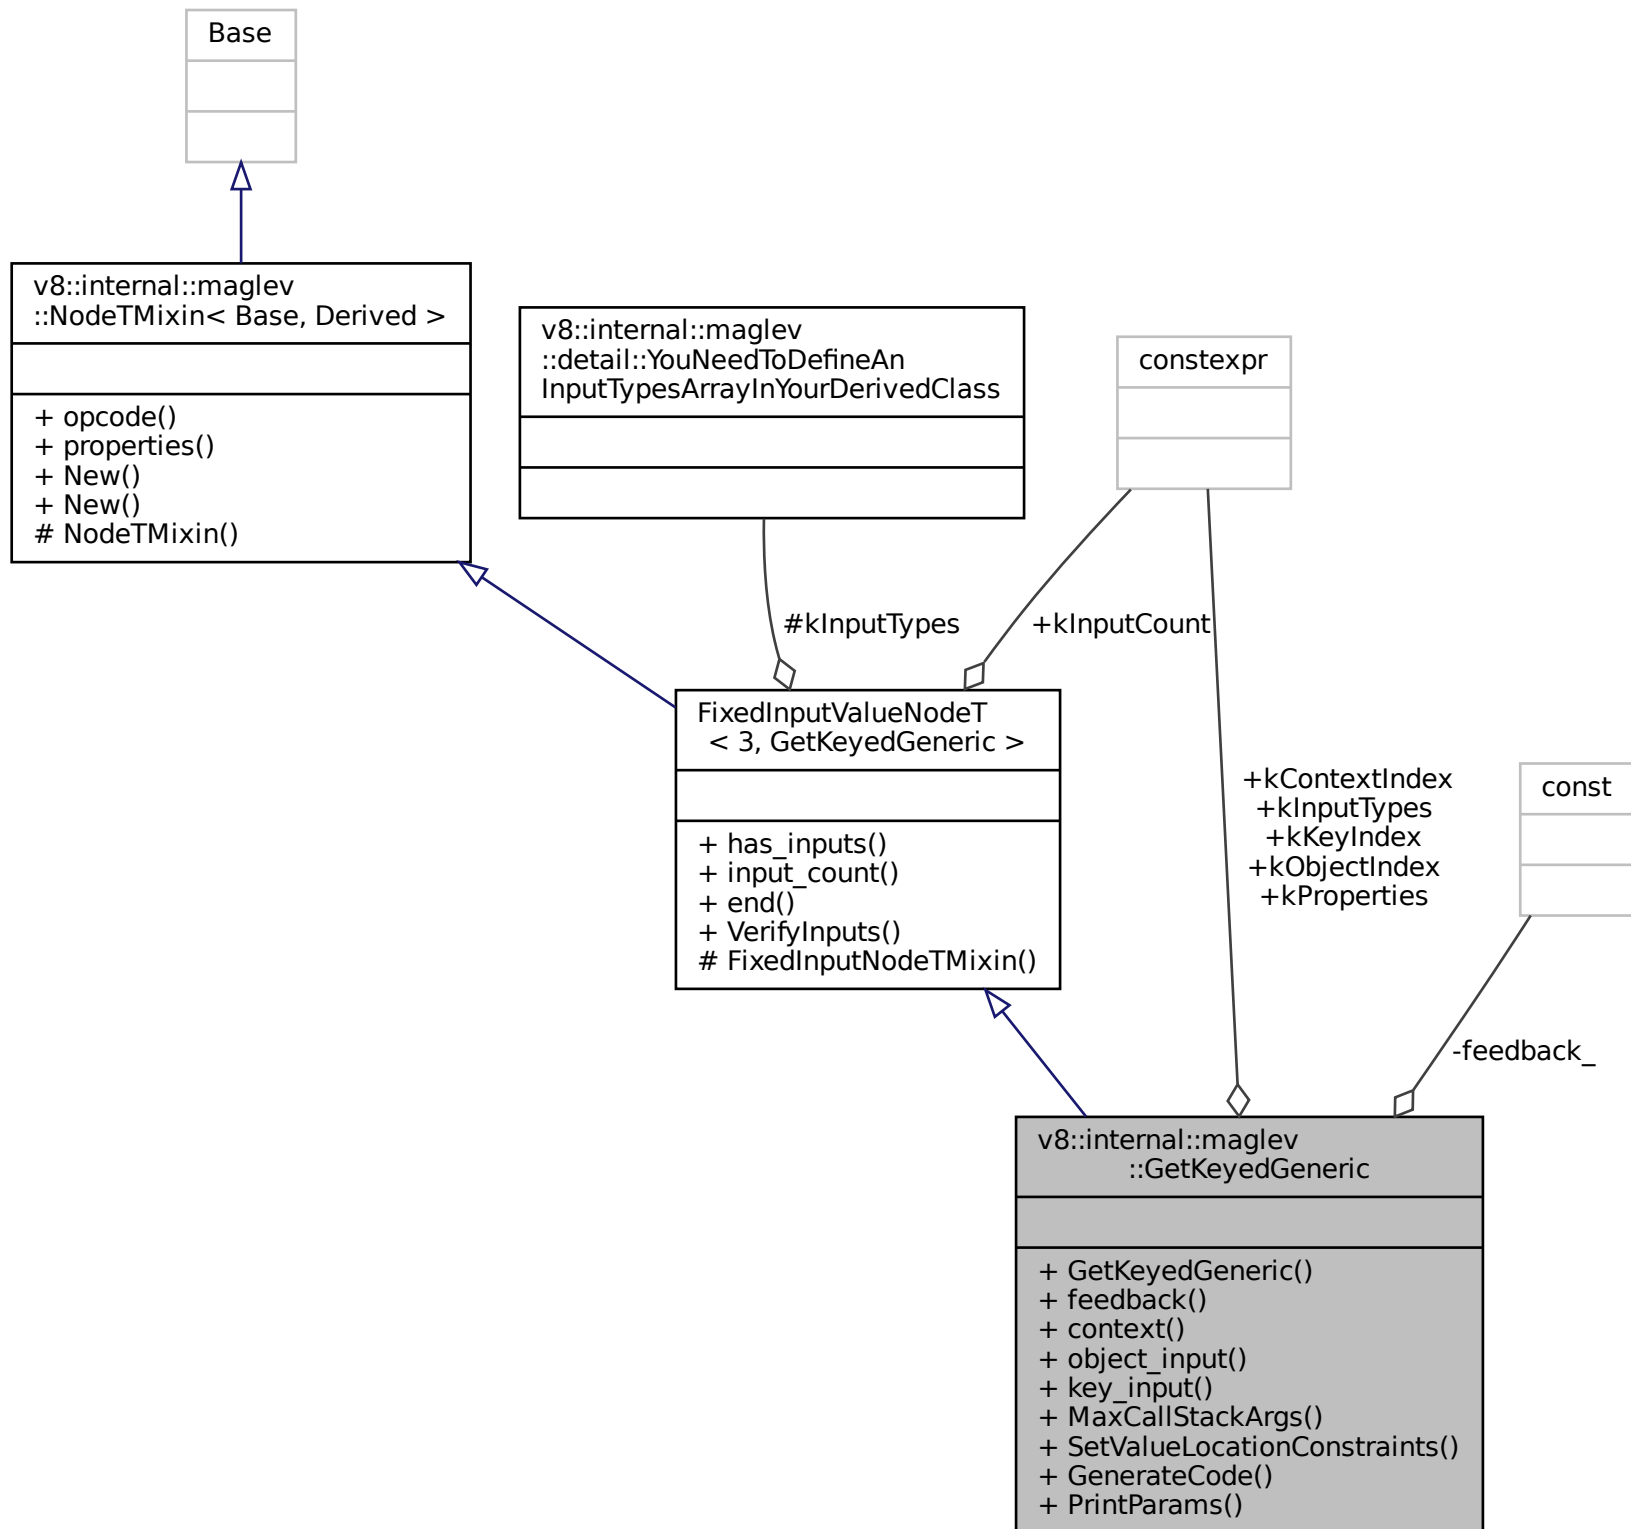 Base
v8::internal::maglev
::NodeTMixin< Base, Derived >
+ opcode()
+ properties()
+ New()
+ New()
# NodeTMixin()
v8::internal::maglev
::detail::YouNeedToDefineAn
InputTypesArrayInYourDerivedClass
constexpr
#kInputTypes
+kInputCount
FixedInputValueNodeT
< 3, GetKeyedGeneric >
+ has_inputs()
+ input_count()
+ end()
+ VerifyInputs()
# FixedInputNodeTMixin()
+kContextIndex
+kInputTypes
+kKeyIndex
+kObjectIndex
+kProperties
const
-feedback_
v8::internal::maglev
::GetKeyedGeneric
+ GetKeyedGeneric()
+ feedback()
+ context()
+ object_input()
+ key_input()
+ MaxCallStackArgs()
+ SetValueLocationConstraints()
+ GenerateCode()
+ PrintParams()